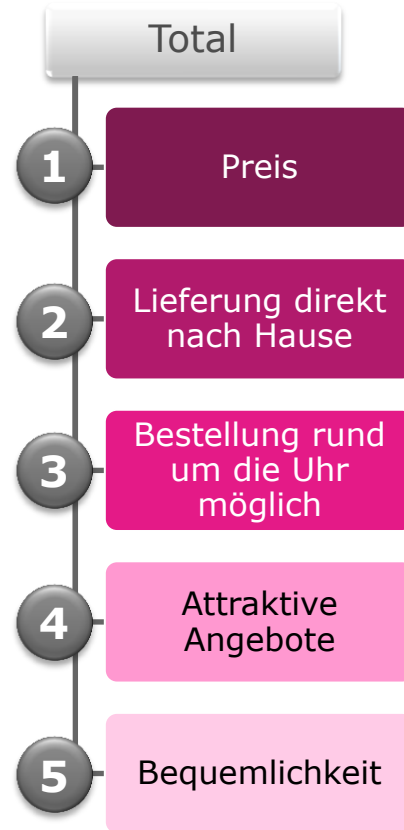 Total
1
Preis
2
Lieferung direkt
nach Hause
3
Bestellung rund
um die Uhr
möglich
4
Attraktive
Angebote
5
Bequemlichkeit